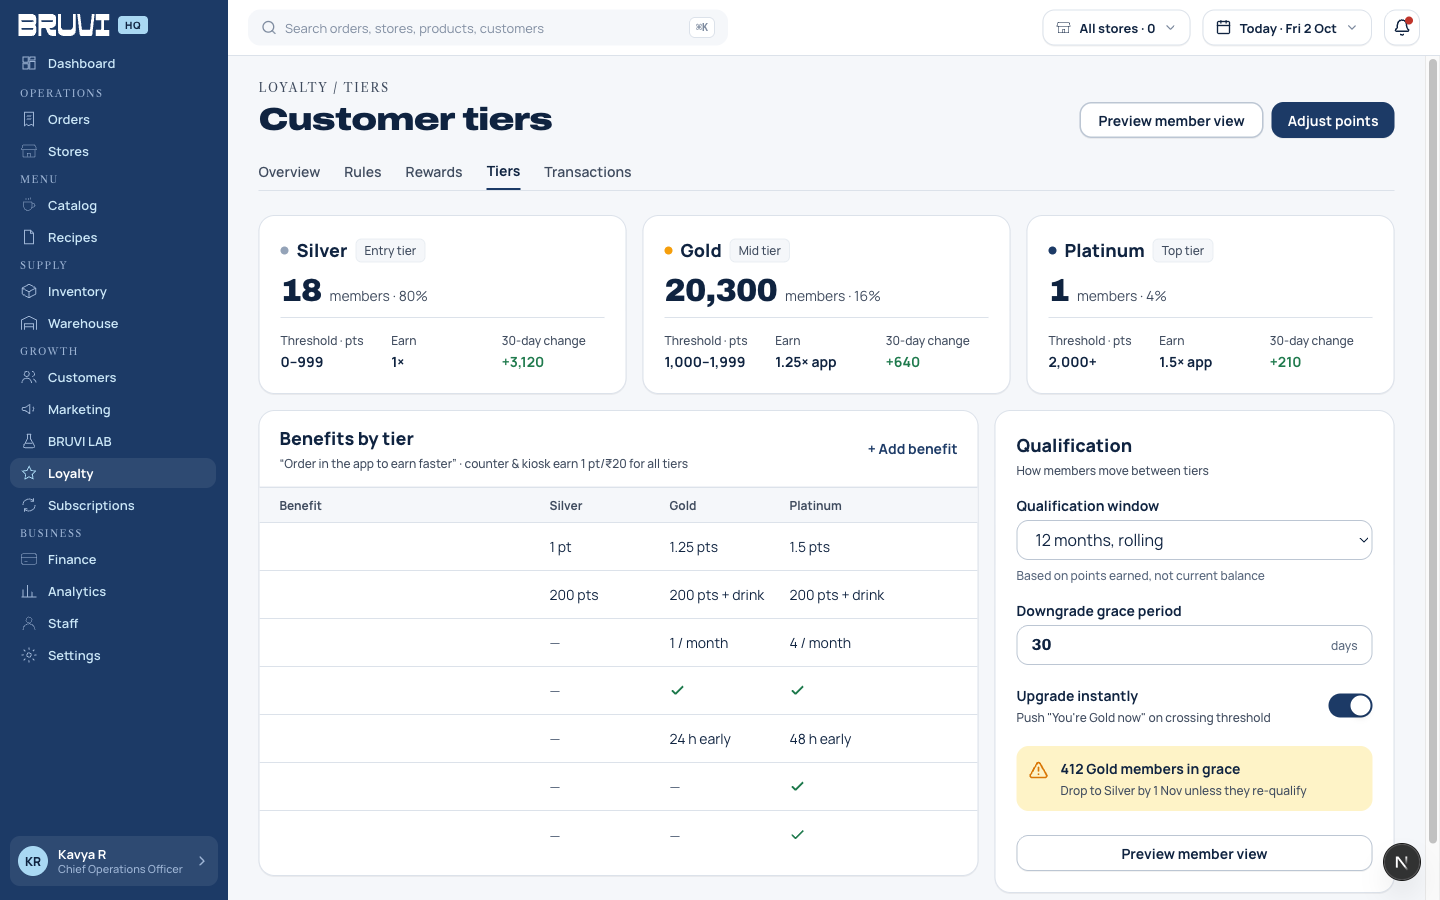 BRUVI HQ
Search orders, stores, products, customers
⌘K
All stores · 0
Today · Fri 2 Oct
Dashboard
OPERATIONS
Orders
Stores
MENU
Catalog
Recipes
SUPPLY
Inventory
Warehouse
GROWTH
Customers
Marketing
BRUVI LAB
Loyalty
Subscriptions
BUSINESS
Finance
Analytics
Staff
Settings
KR
Kavya R
Chief Operations Officer
LOYALTY / TIERS
Customer tiers
Preview member view
Adjust points
Overview Rules Rewards Tiers Transactions
Silver Entry tier
18 members · 80%
Threshold · pts Earn 30-day change
0–999 1× +3,120
Gold Mid tier
20,300 members · 16%
Threshold · pts Earn 30-day change
1,000–1,999 1.25× app +640
Platinum Top tier
1 members · 4%
Threshold · pts Earn 30-day change
2,000+ 1.5× app +210
Benefits by tier
“Order in the app to earn faster” · counter & kiosk earn 1 pt/₹20 for all tiers
+ Add benefit
Benefit Silver Gold Platinum
1 pt 1.25 pts 1.5 pts
200 pts 200 pts + drink 200 pts + drink
— 1 / month 4 / month
— ✓ ✓
— 24 h early 48 h early
— — ✓
— — ✓
Qualification
How members move between tiers
Qualification window
12 months, rolling
Based on points earned, not current balance
Downgrade grace period
30 days
Upgrade instantly
Push "You're Gold now" on crossing threshold
412 Gold members in grace
Drop to Silver by 1 Nov unless they re-qualify
Preview member view
N